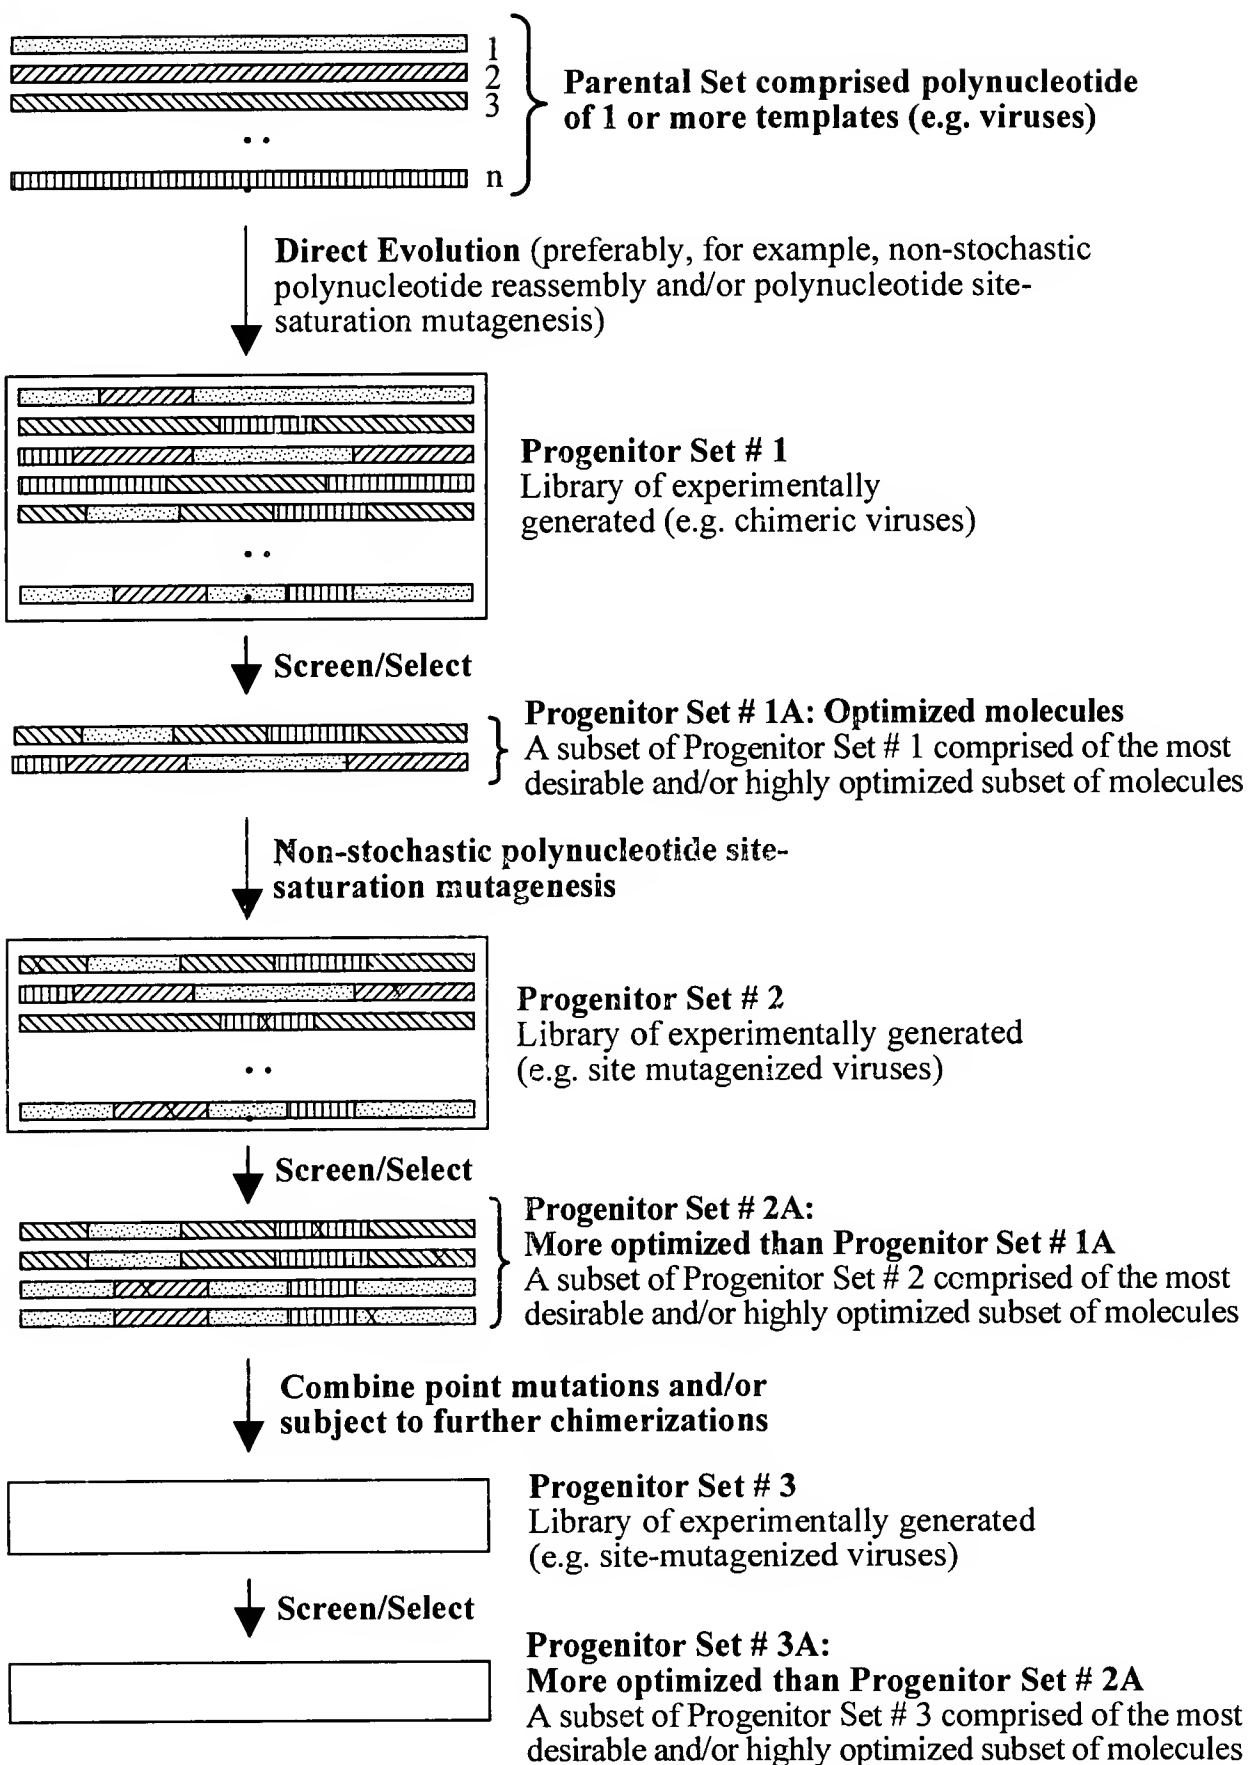 1
2
3
n
Parental Set comprised polynucleotide
of 1 or more templates (e.g. viruses)
Direct Evolution (preferably, for example, non-stochastic
polynucleotide reassembly and/or polynucleotide site-
saturation mutagenesis)
Progenitor Set # 1
Library of experimentally
generated (e.g. chimeric viruses)
Screen/Select
Progenitor Set # 1A: Optimized molecules
A subset of Progenitor Set # 1 comprised of the most
desirable and/or highly optimized subset of molecules
Non-stochastic polynucleotide site-
saturation mutagenesis
Progenitor Set # 2
Library of experimentally generated
(e.g. site mutagenized viruses)
Screen/Select
Progenitor Set # 2A:
More optimized than Progenitor Set # 1A
A subset of Progenitor Set # 2 comprised of the most
desirable and/or highly optimized subset of molecules
Combine point mutations and/or
subject to further chimerizations
Progenitor Set # 3
Library of experimentally generated
(e.g. site-mutagenized viruses)
Screen/Select
Progenitor Set # 3A:
More optimized than Progenitor Set # 2A
A subset of Progenitor Set # 3 comprised of the most
desirable and/or highly optimized subset of molecules